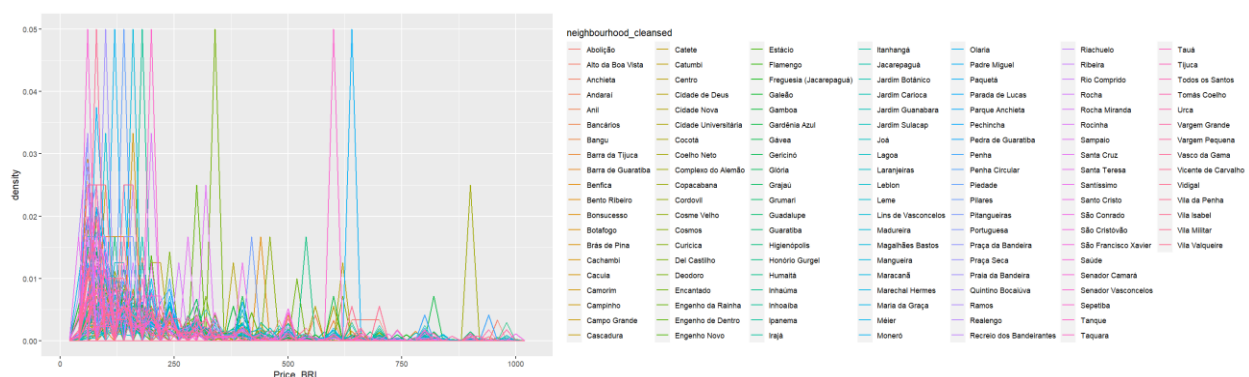 0.05
0.04
0.03
0.02
0.01
0.00
density
0
250
500
750
1000
Price_BRL
neighbourhood_cleansed
Abolição
Alto da Boa Vista
Anchieta
Andaraí
Anil
Bancários
Bangu
Barra da Tijuca
Barra de Guaratiba
Benfica
Bento Ribeiro
Bonsucesso
Botafogo
Brás de Pina
Cachambi
Cacuia
Camorim
Campinho
Campo Grande
Cascadura
Catete
Catumbi
Centro
Cidade de Deus
Cidade Nova
Cidade Universitária
Cocotá
Coelho Neto
Complexo do Alemão
Copacabana
Cordovil
Cosme Velho
Cosmos
Curicica
Del Castilho
Deodoro
Encantado
Engenho da Rainha
Engenho de Dentro
Engenho Novo
Estácio
Flamengo
Freguesia (Jacarepaguá)
Galeão
Gamboa
Gardênia Azul
Gávea
Gericinó
Glória
Grajaú
Grumari
Guadalupe
Guaratiba
Higienópolis
Honório Gurgel
Humaitá
Inhaúma
Inhoaíba
Ipanema
Irajá
Itanhangá
Jacarepaguá
Jardim Botânico
Jardim Carioca
Jardim Guanabara
Jardim Sulacap
Joá
Lagoa
Laranjeiras
Leblon
Leme
Lins de Vasconcelos
Madureira
Magalhães Bastos
Mangueira
Maracanã
Marechal Hermes
Maria da Graça
Méier
Moneró
Olaria
Padre Miguel
Paquetá
Parada de Lucas
Parque Anchieta
Pechincha
Pedra de Guaratiba
Penha
Penha Circular
Piedade
Pilares
Pitangueiras
Portuguesa
Praça da Bandeira
Praça Seca
Praia da Bandeira
Quintino Bocaiúva
Ramos
Realengo
Recreio dos Bandeirantes
Riachuelo
Ribeira
Rio Comprido
Rocha
Rocha Miranda
Rocinha
Sampaio
Santa Cruz
Santa Teresa
Santíssimo
Santo Cristo
São Conrado
São Cristóvão
São Francisco Xavier
Saúde
Senador Camará
Senador Vasconcelos
Sepetiba
Tanque
Taquara
Tauá
Tijuca
Todos os Santos
Tomás Coelho
Urca
Vargem Grande
Vargem Pequena
Vasco da Gama
Vicente de Carvalho
Vidigal
Vila da Penha
Vila Isabel
Vila Militar
Vila Valqueire